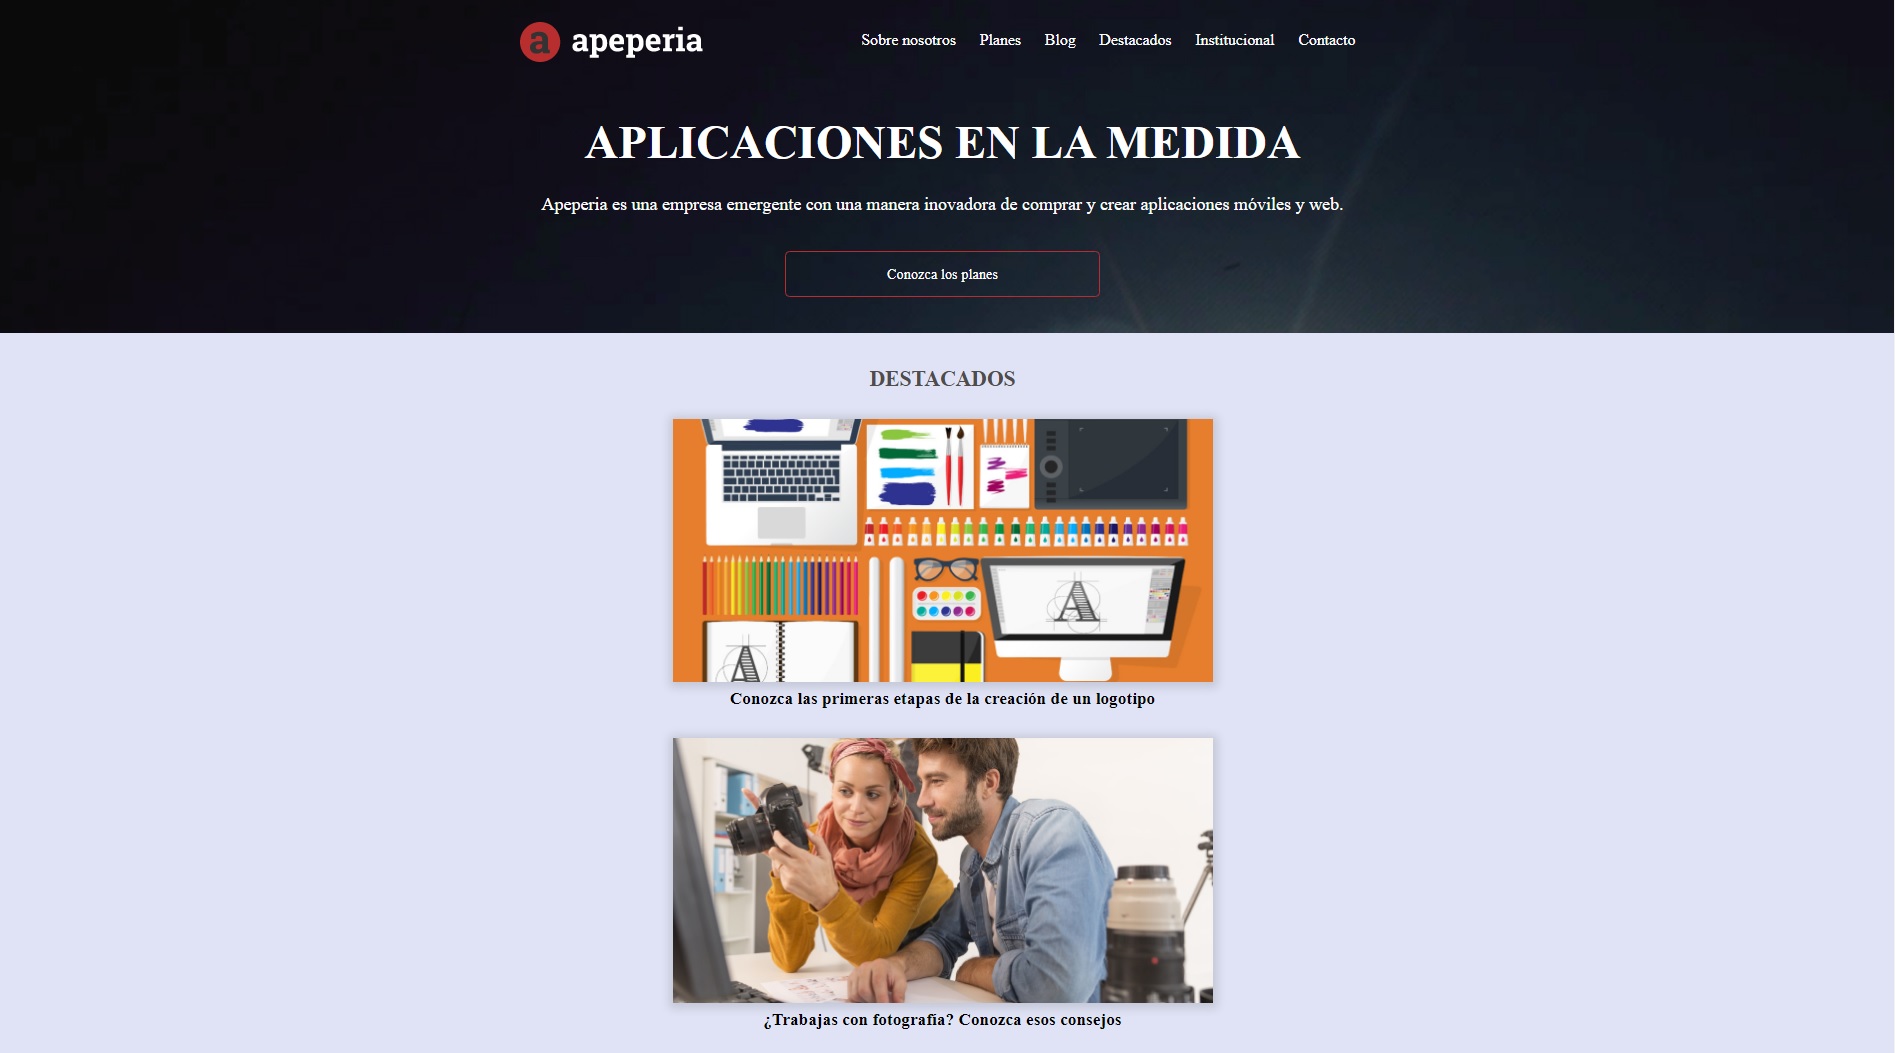 a apeperia
Sobre nosotros Planes Blog Destacados Institucional Contacto
APLICACIONES EN LA MEDIDA
Apeperia es una empresa emergente con una manera inovadora de comprar y crear aplicaciones móviles y web.
Conozca los planes
DESTACADOS
A
A
Conozca las primeras etapas de la creación de un logotipo
¿Trabajas con fotografía? Conozca esos consejos